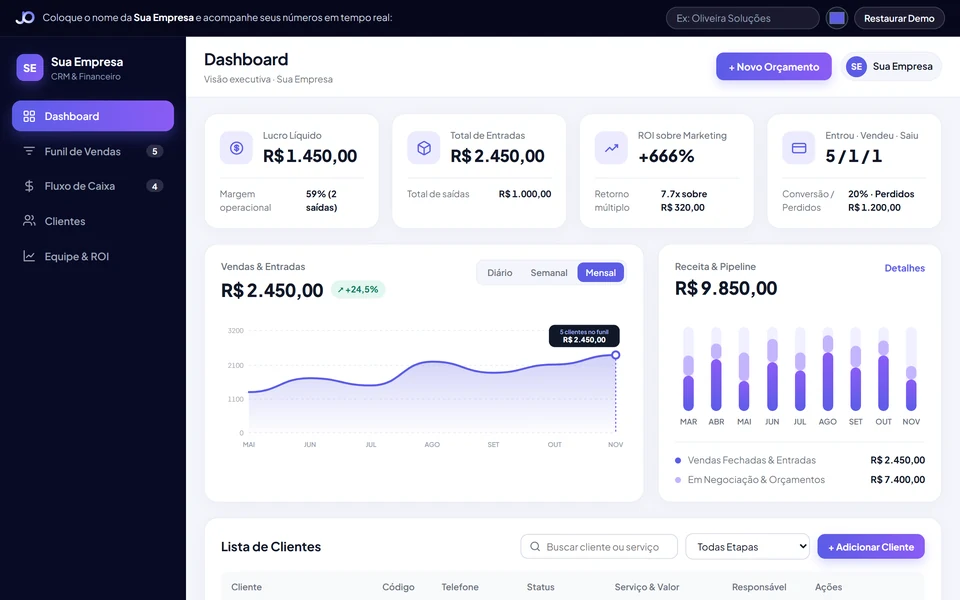 Coloque o nome da Sua Empresa e acompanhe seus números em tempo real:
Ex: Oliveira Soluções
Restaurar Demo
SE
Sua Empresa
CRM & Financeiro
Dashboard
Funil de Vendas 5
Fluxo de Caixa 4
Clientes
Equipe & ROI
Dashboard
Visão executiva · Sua Empresa
+ Novo Orçamento
SE Sua Empresa
Lucro Líquido
R$ 1.450,00
Margem operacional
59% (2 saídas)
Total de Entradas
R$ 2.450,00
Total de saídas
R$ 1.000,00
ROI sobre Marketing
+666%
Retorno múltiplo
7.7x sobre R$ 320,00
Entrou · Vendeu · Saiu
5 / 1 / 1
Conversão / Perdidos
20% · Perdidos R$ 1.200,00
Vendas & Entradas
R$ 2.450,00
↗ +24,5%
Diário Semanal Mensal
5 clientes no funil
R$ 2.450,00
3200
2100
1100
0
MAI JUN JUL AGO SET OUT NOV
Receita & Pipeline
Detalhes
R$ 9.850,00
MAR ABR MAI JUN JUL AGO SET OUT NOV
Vendas Fechadas & Entradas R$ 2.450,00
Em Negociação & Orçamentos R$ 7.400,00
Lista de Clientes
Buscar cliente ou serviço
Todas Etapas
+ Adicionar Cliente
Cliente Código Telefone Status Serviço & Valor Responsável Ações